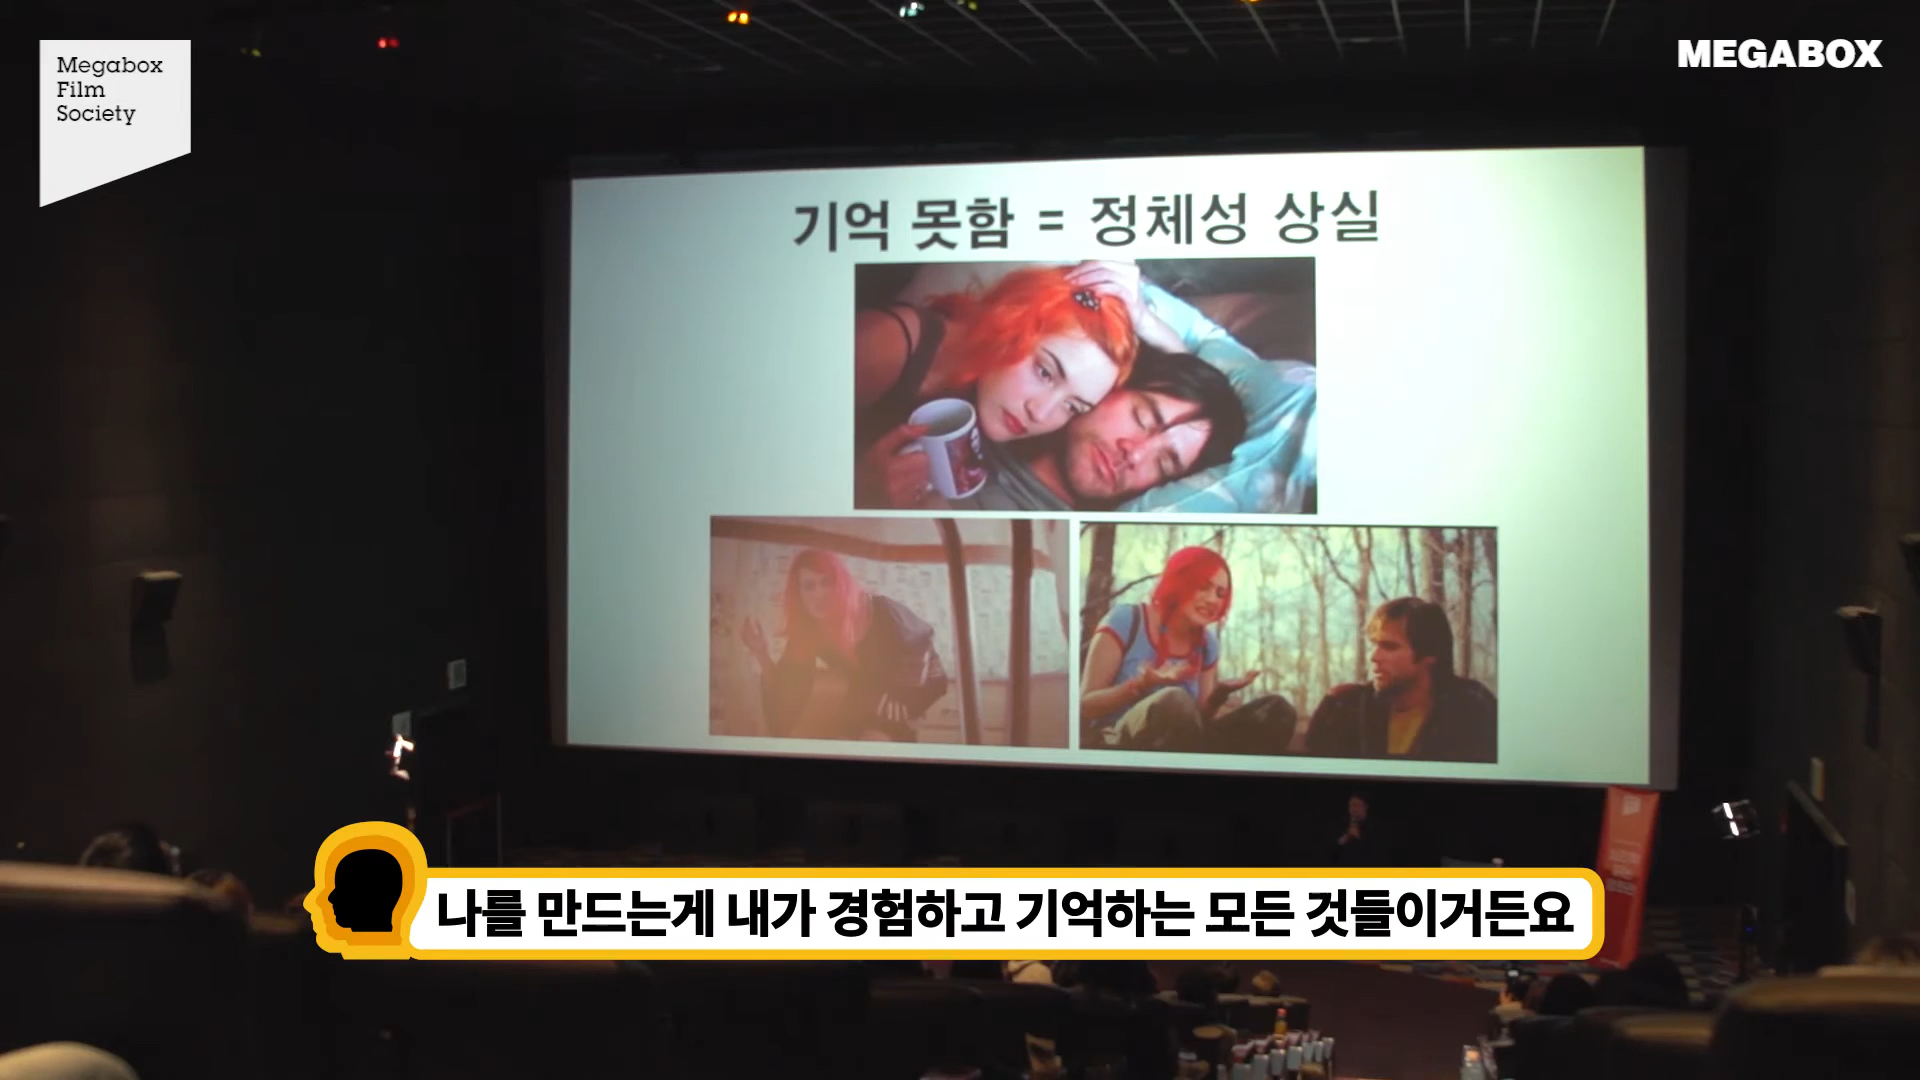 Megabox
Film
Society
MEGABOX
기억 못함 = 정체성 상실
나를 만드는게 내가 경험하고 기억하는 모든 것들이거든요